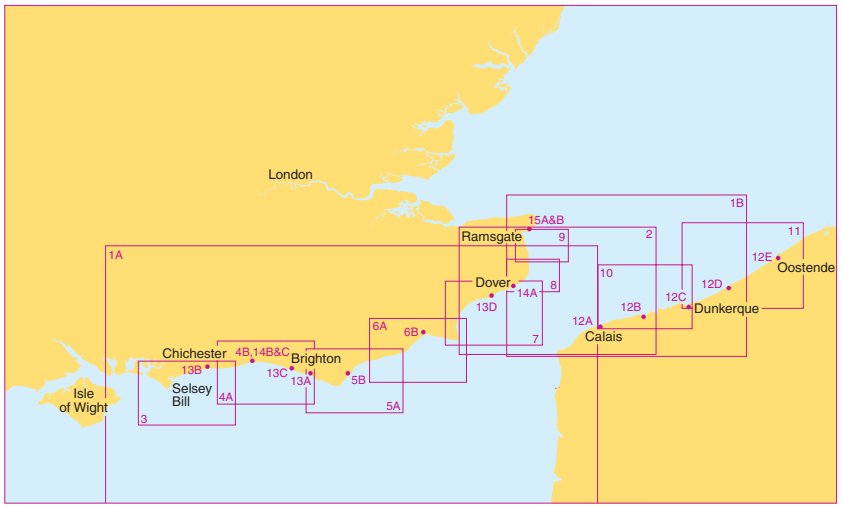 London
1B
15A&B
2
11
Ramsgate
9
1A
12E
Oostende
10
8
Dover
14A
12D
13D
12C
Dunkerque
12B
6A
6B
7
12A
Calais
4B,14B&C
Chichester
Brighton
13B
13C
13A
5B
Selsey
Bill
Isle
of Wight
4A
5A
3